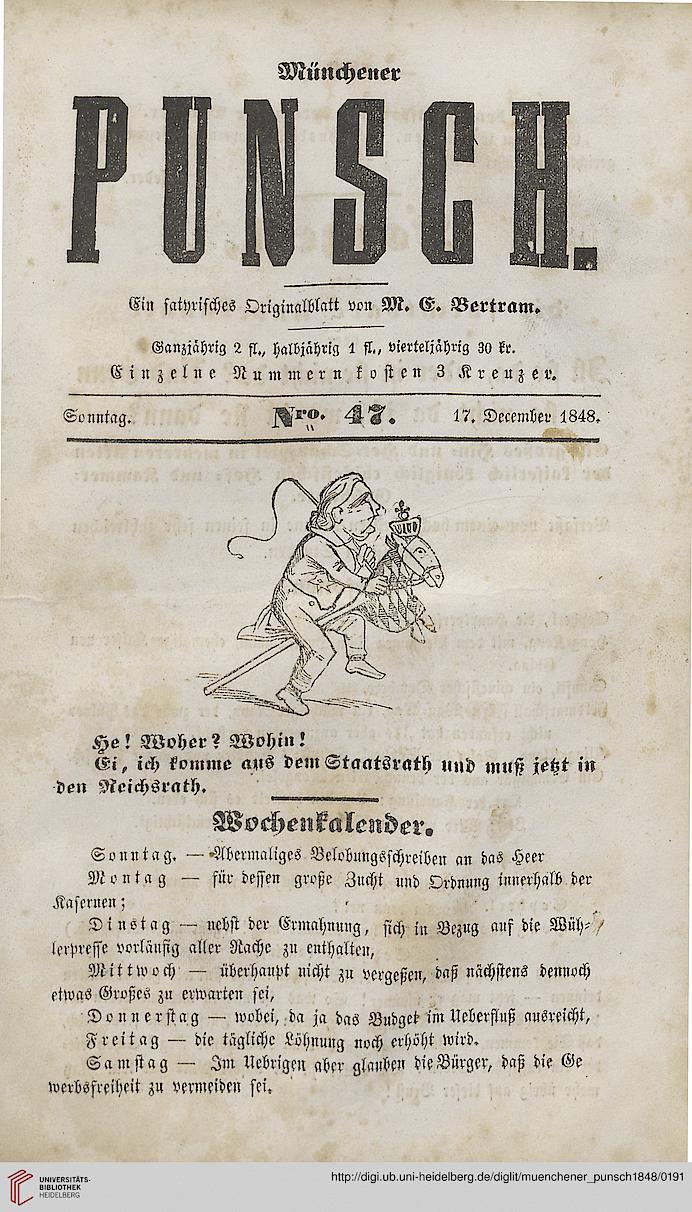 Münchener
PUNSCH.
Ein satyrisches Originalblatt von M. E. Bertram.
Ganzjährig 2 fl., halbjährig 1 fl., vierteljährig 30 kr.
Einzelne Nummern kosten 3 Kreuzer.
Sonntag. Nro. 47. 17. December 1848.
He! Woher? Wohin!
Ei, ich komme aus dem Staatsrath und muß jetzt in
den Reichsrath.
Wochenkalender.
Sonntag. — Abermaliges Belobungsschreiben an das Heer
Montag — für dessen große Zucht und Ordnung innerhalb der
Kasernen;
Dinstag — nebst der Ermahnung, sich in Bezug auf die Wüh-
lerpresse vorläufig aller Rache zu enthalten,
Mittwoch — überhaupt nicht zu vergeßen, daß nächstens dennoch
etwas Großes zu erwarten sei,
Donnerstag — wobei, da ja das Budget im Ueberfluß ausreicht,
Freitag — die tägliche Löhnung noch erhöht wird.
Samstag — Im Uebrigen aber glauben die Bürger, daß die Ge
werbsfreiheit zu vermeiden sei.
UNIVERSITÄTS-
BIBLIOTHEK
HEIDELBERG
http://digi.ub.uni-heidelberg.de/diglit/muenchener_punsch1848/0191